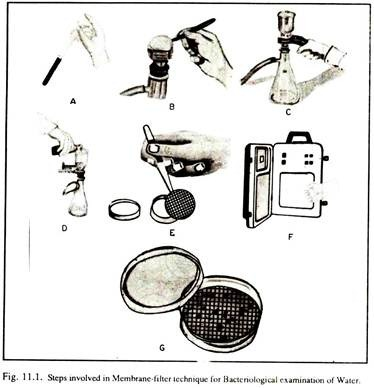 A
B
C
D
E
F
G
Fig. 11.1. Steps involved in Membrane-filter technique for Bacteriological examination of Water.